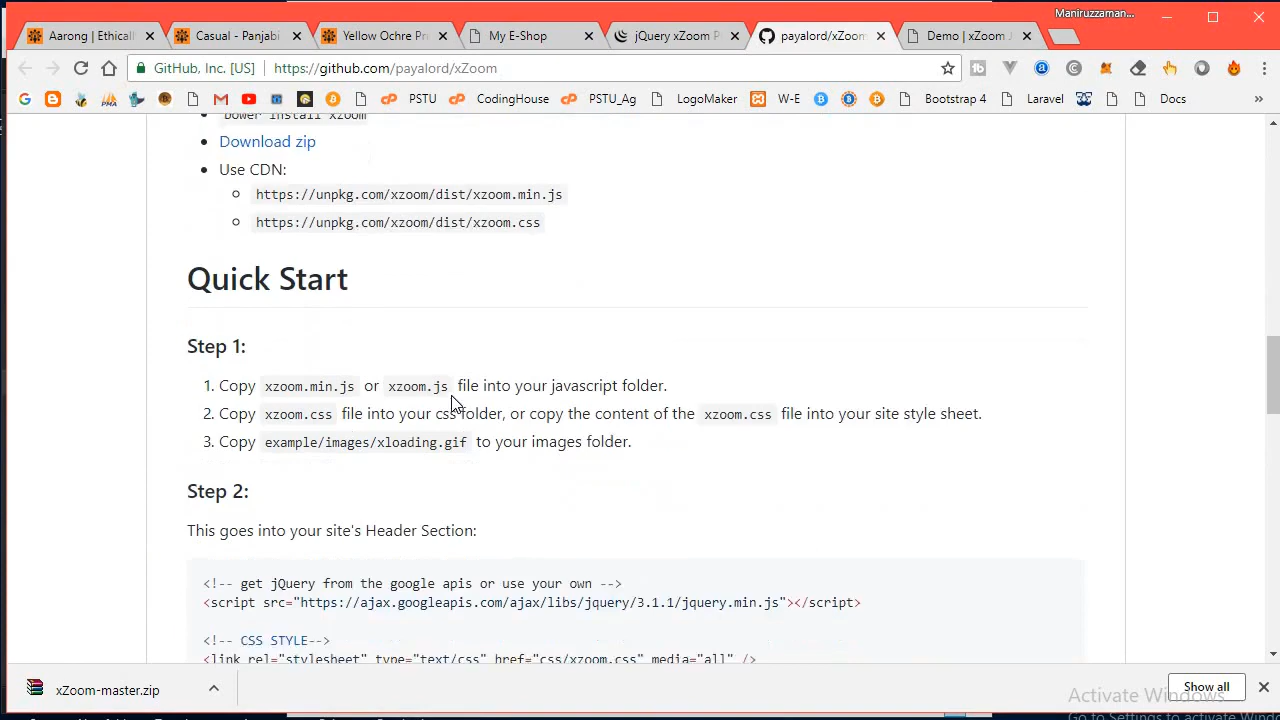 Maniruzzaman...
Aarong | Ethicall
Casual - Panjabi
Yellow Ochre Pr
My E-Shop
jQuery xZoom P
payalord/xZoom
Demo | xZoom J
GitHub, Inc. [US] https://github.com/payalord/xZoom
PSTU CodingHouse PSTU_Ag LogoMaker W-E Bootstrap 4 Laravel Docs »
bower install xzoom
Download zip
Use CDN:
https://unpkg.com/xzoom/dist/xzoom.min.js
https://unpkg.com/xzoom/dist/xzoom.css
Quick Start
Step 1:
1. Copy xzoom.min.js or xzoom.js file into your javascript folder.
2. Copy xzoom.css file into your css folder, or copy the content of the xzoom.css file into your site style sheet.
3. Copy example/images/xloading.gif to your images folder.
Step 2:
This goes into your site's Header Section:
<!-- get jQuery from the google apis or use your own -->
<script src="https://ajax.googleapis.com/ajax/libs/jquery/3.1.1/jquery.min.js"></script>
<!-- CSS STYLE-->
<link rel="stylesheet" type="text/css" href="css/xzoom.css" media="all" />
xZoom-master.zip
Show all
Activate Windows
Go to Settings to activate Wind